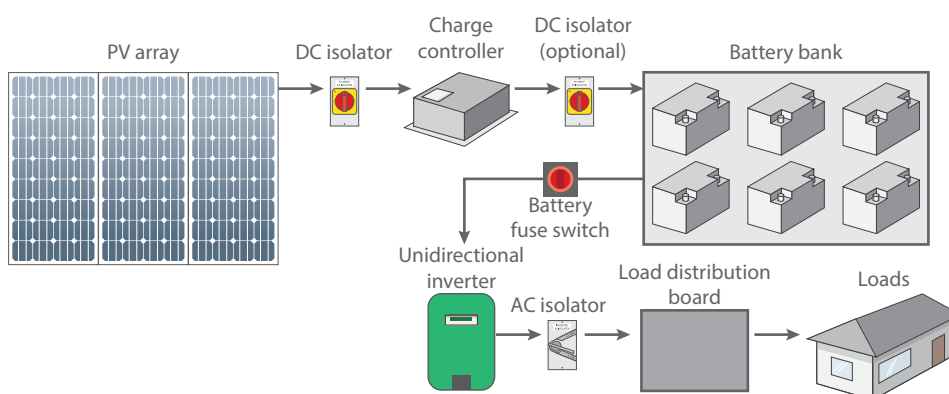 PV array
DC isolator
Charge
controller
DC isolator
(optional)
Battery bank
Battery
fuse switch
Unidirectional
inverter
AC isolator
Load distribution
board
Loads